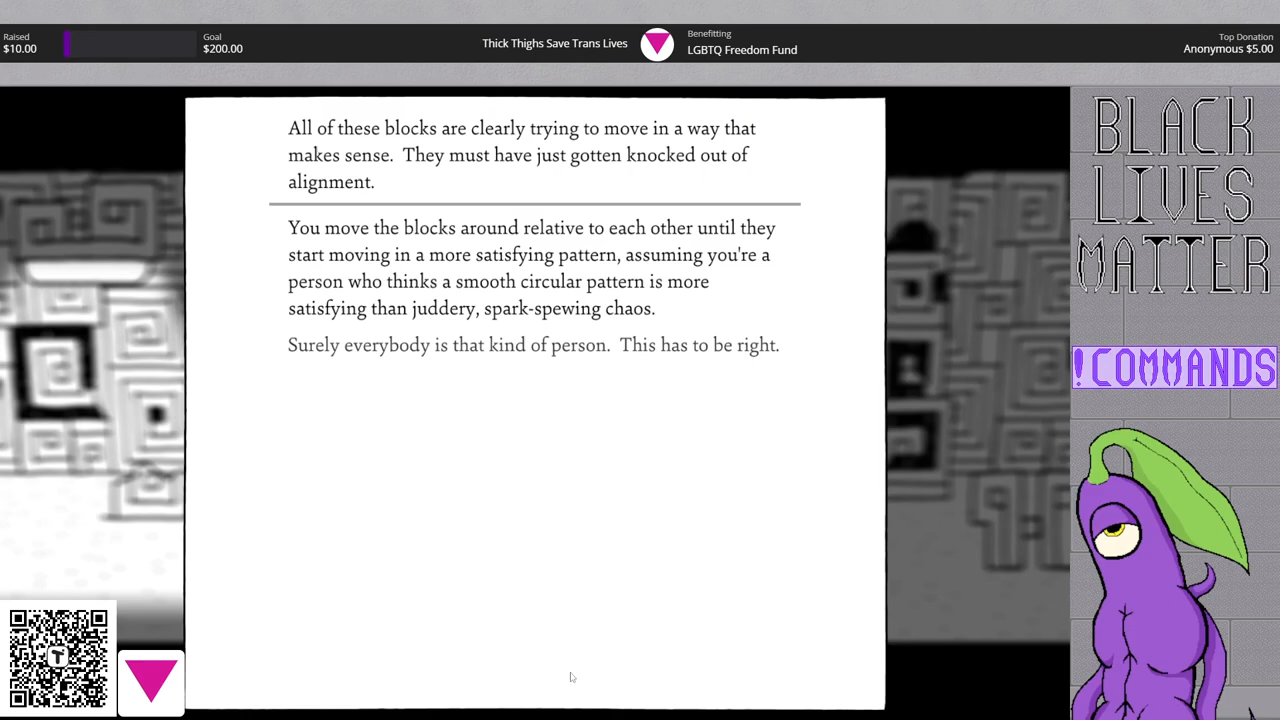 Raised
$10.00
Goal
$200.00
Thick Thighs Save Trans Lives
Benefitting
LGBTQ Freedom Fund
Top Donation
Anonymous $5.00
All of these blocks are clearly trying to move in a way that
makes sense.  They must have just gotten knocked out of
alignment.
You move the blocks around relative to each other until they
start moving in a more satisfying pattern, assuming you're a
person who thinks a smooth circular pattern is more
satisfying than juddery, spark-spewing chaos.
Surely everybody is that kind of person.  This has to be right.
BLACK
LIVES
MATTER
!COMMANDS
T